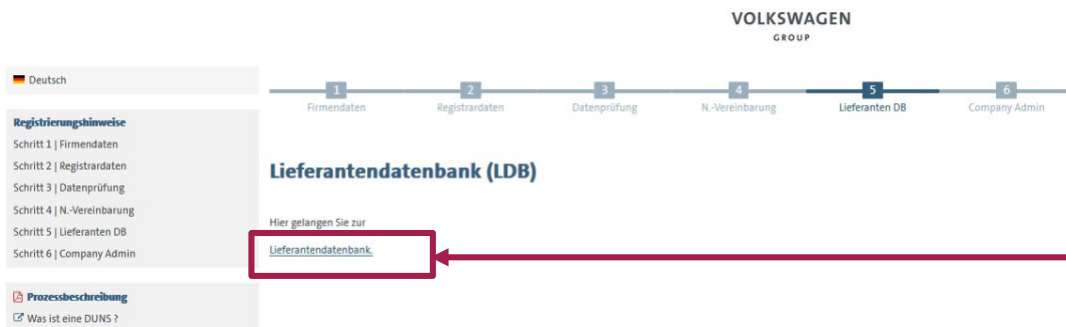 VOLKSWAGEN
GROUP
Deutsch
1 2 3 4 5 6
Firmendaten Registrardaten Datenprüfung N.-Vereinbarung Lieferanten DB Company Admin
Registrierungshinweise
Schritt 1 | Firmendaten
Schritt 2 | Registrardaten
Schritt 3 | Datenprüfung
Schritt 4 | N.-Vereinbarung
Schritt 5 | Lieferanten DB
Schritt 6 | Company Admin
Lieferantendatenbank (LDB)
Hier gelangen Sie zur
Lieferantendatenbank.
Prozessbeschreibung
Was ist eine DUNS ?